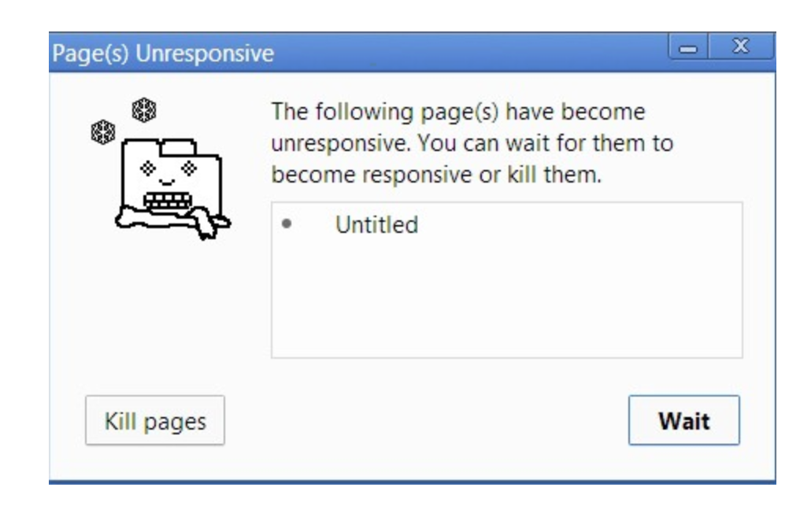 Page(s) Unresponsive
The following page(s) have become
unresponsive. You can wait for them to
become responsive or kill them.
Untitled
Kill pages
Wait